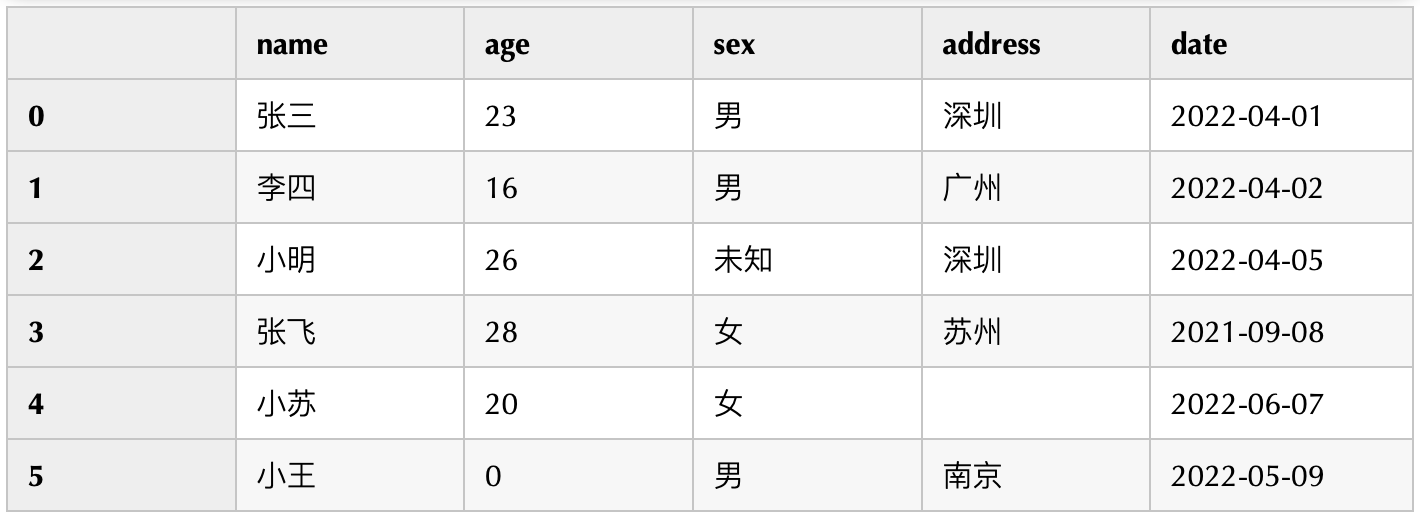 name age sex address date
0 张三 23 男 深圳 2022-04-01
1 李四 16 男 广州 2022-04-02
2 小明 26 未知 深圳 2022-04-05
3 张飞 28 女 苏州 2021-09-08
4 小苏 20 女 2022-06-07
5 小王 0 男 南京 2022-05-09